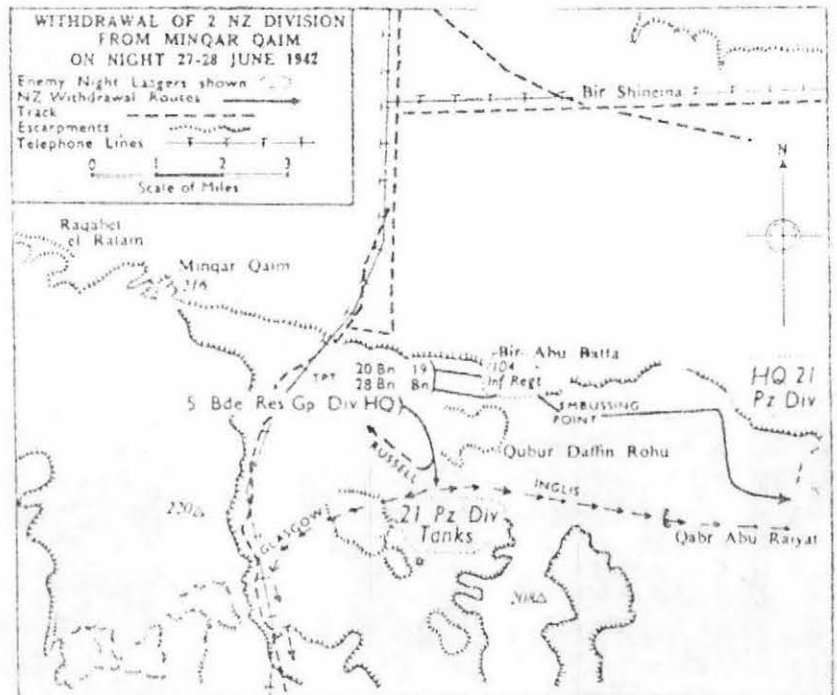 WITHDRAWAL OF 2 NZ DIVISION
FROM MINQAR QAIM
ON NIGHT 27-28 JUNE 1942
Enemy Night Laagers shown
NZ Withdrawal Routes
Track
Escarpments
Telephone Lines
0 1 2 3
Scale of Miles
Bir Shineina
N
Raqabet
el Ratam
Minqar Qaim
216
Bir Abu Batta
TPT
20 Bn 19
28 Bn Bn
104
Inf Regt
HQ 21
Pz Div
5 Bde Res Gp Div HQ
EMBUSSING
POINT
RUSSELL
Qubur Daffin Rohu
INGLIS
220
GLASGOW
21 Pz Div
Tanks
Qabr Abu Raiyat